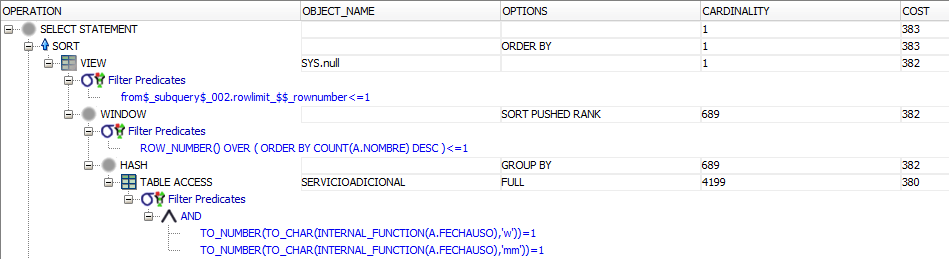 OPERATION OBJECT_NAME OPTIONS CARDINALITY COST
SELECT STATEMENT 1 383
SORT ORDER BY 1 383
VIEW SYS.null 1 382
Filter Predicates
from$_subquery$_002.rowlimit_$$_rownumber<=1
WINDOW SORT PUSHED RANK 689 382
Filter Predicates
ROW_NUMBER() OVER ( ORDER BY COUNT(A.NOMBRE) DESC )<=1
HASH GROUP BY 689 382
TABLE ACCESS SERVICIOADICIONAL FULL 4199 380
Filter Predicates
AND
TO_NUMBER(TO_CHAR(INTERNAL_FUNCTION(A.FECHAUSO),'w'))=1
TO_NUMBER(TO_CHAR(INTERNAL_FUNCTION(A.FECHAUSO),'mm'))=1